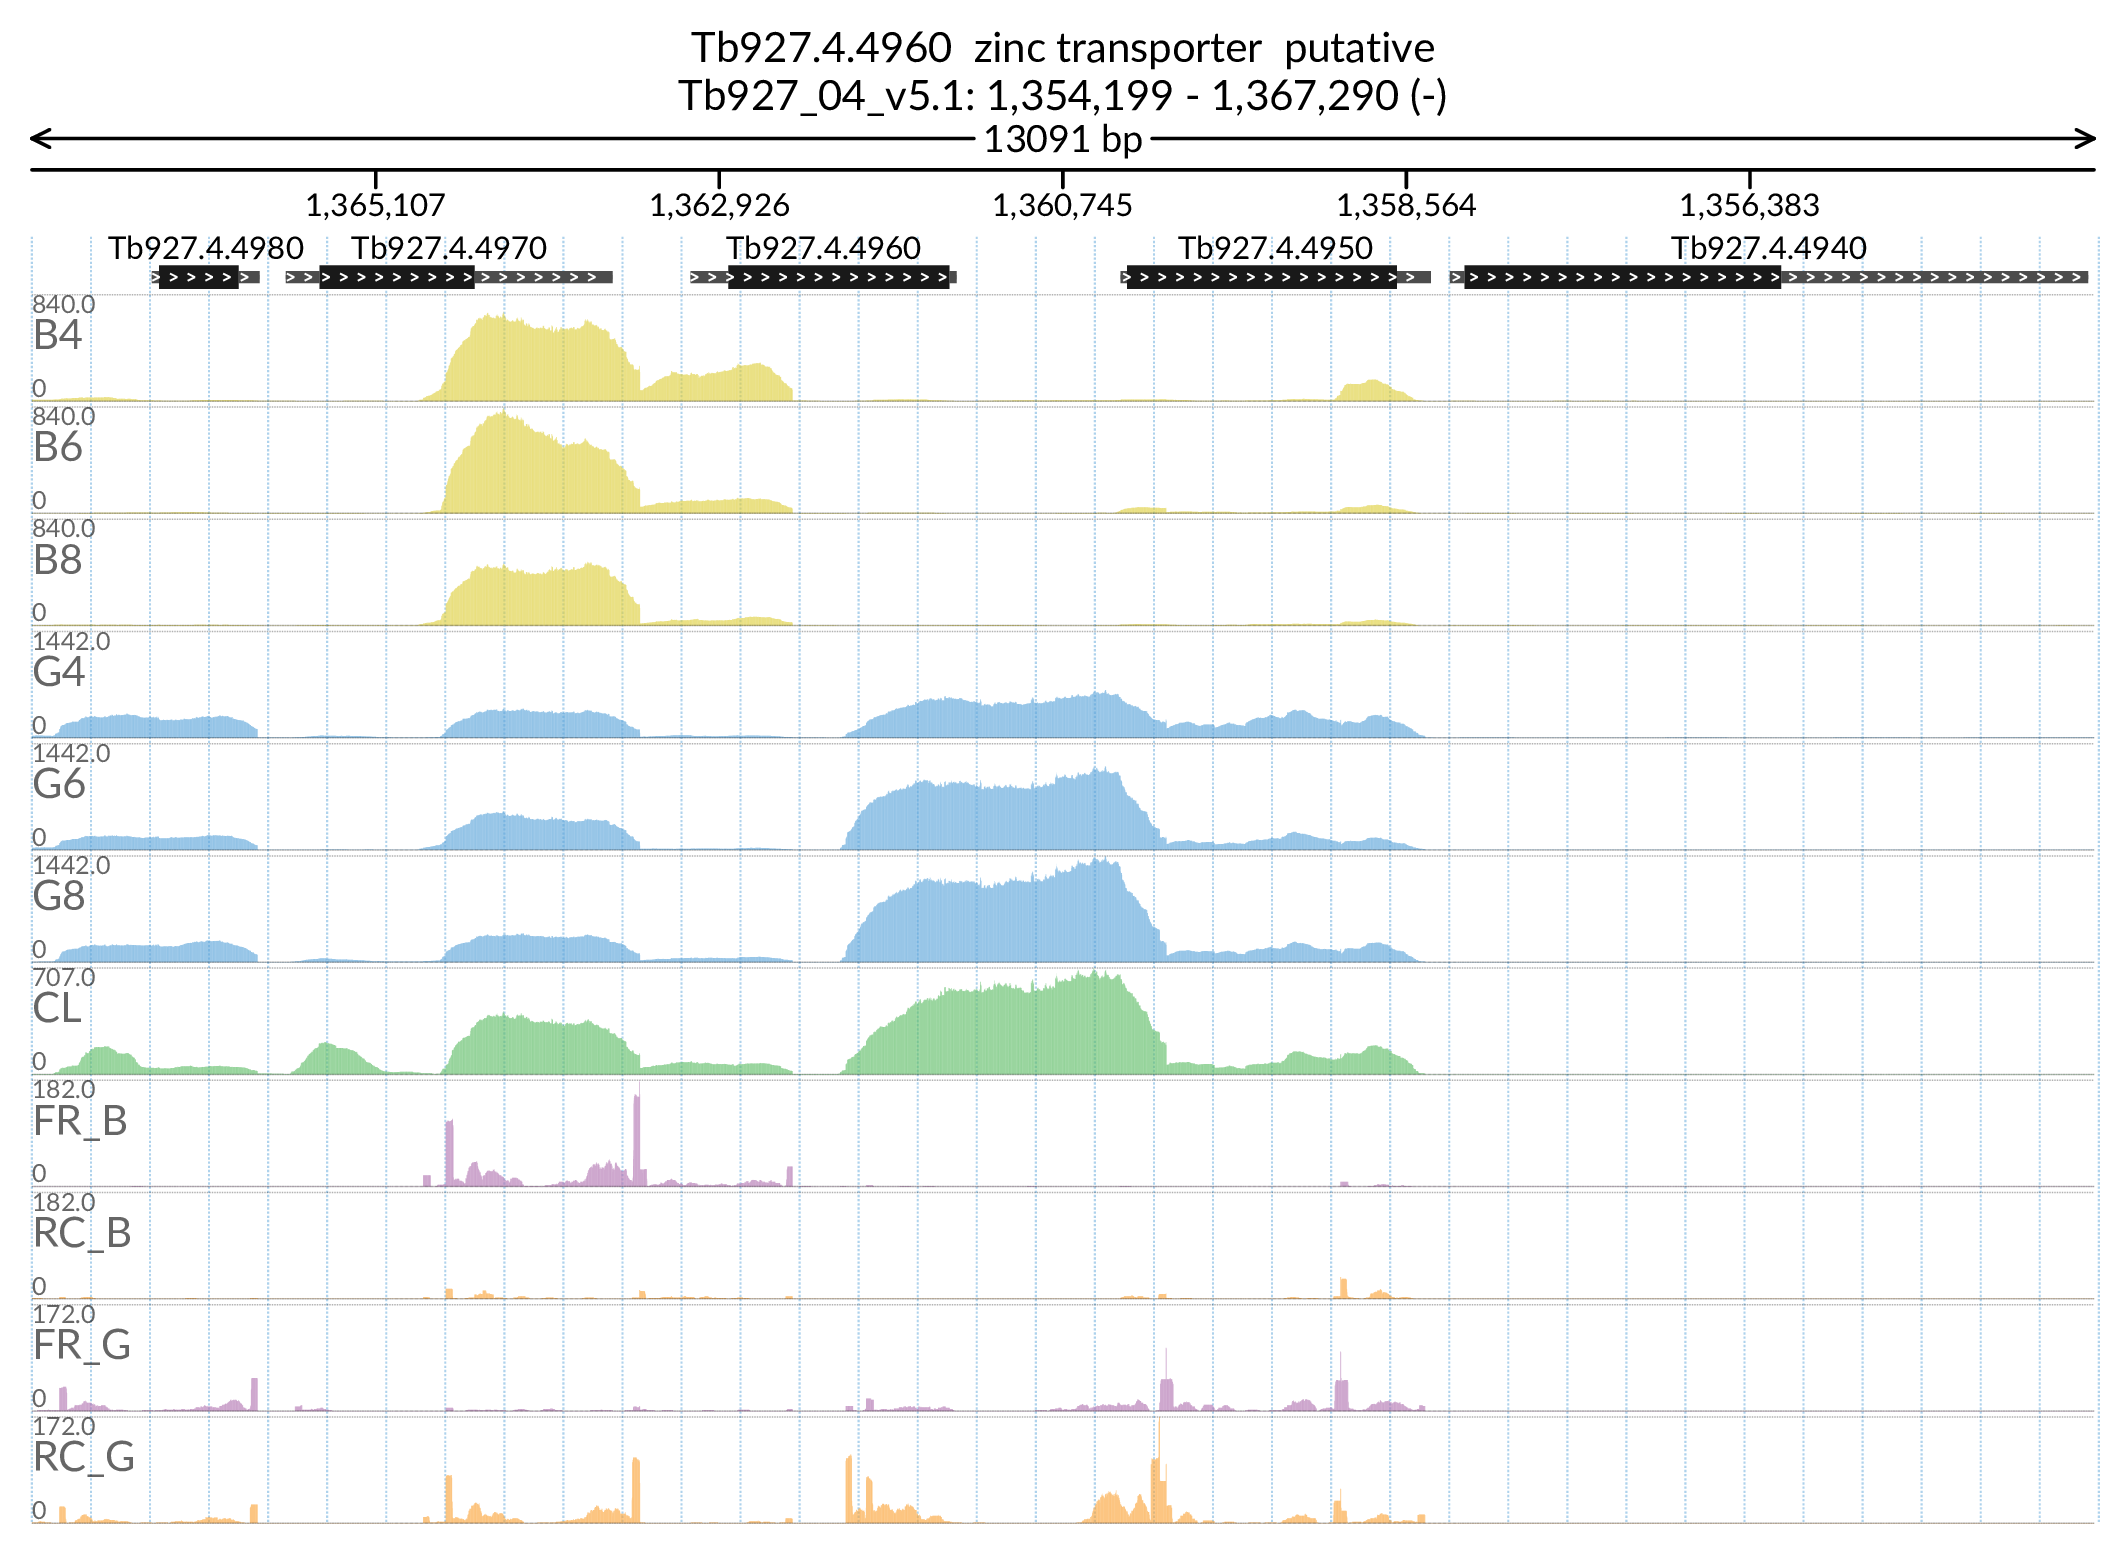 Tb927.4.4960 zinc transporter putative
Tb927_04_v5.1: 1,354,199 - 1,367,290 (-)
13091 bp
1,365,107 1,362,926 1,360,745 1,358,564 1,356,383
Tb927.4.4980 Tb927.4.4970 Tb927.4.4960 Tb927.4.4950 Tb927.4.4940
840.0
B4
0
840.0
B6
0
840.0
B8
0
1442.0
G4
0
1442.0
G6
0
1442.0
G8
0
707.0
CL
0
182.0
FR_B
0
182.0
RC_B
0
172.0
FR_G
0
172.0
RC_G
0